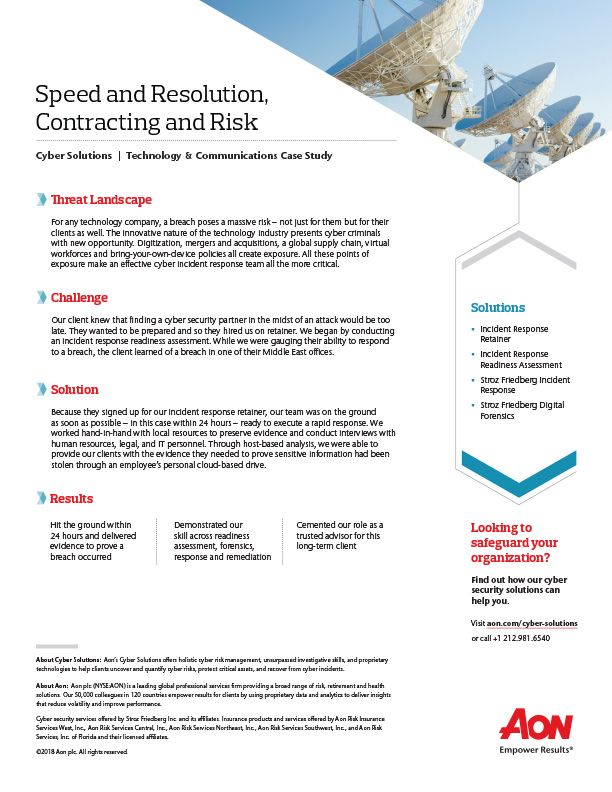 Speed and Resolution,
Contracting and Risk
Cyber Solutions | Technology & Communications Case Study
Threat Landscape
For any technology company, a breach poses a massive risk – not just for them but for their
clients as well. The innovative nature of the technology industry presents cyber criminals
with new opportunity. Digitization, mergers and acquisitions, a global supply chain, virtual
workforces and bring-your-own-device policies all create exposure. All these points of
exposure make an effective cyber incident response team all the more critical.
Challenge
Our client knew that finding a cyber security partner in the midst of an attack would be too
late. They wanted to be prepared and so they hired us on retainer. We began by conducting
an incident response readiness assessment. While we were gauging their ability to respond
to a breach, the client learned of a breach in one of their Middle East offices.
Solution
Because they signed up for our incident response retainer, our team was on the ground
as soon as possible – in this case within 24 hours – ready to execute a rapid response. We
worked hand-in-hand with local resources to preserve evidence and conduct interviews with
human resources, legal, and IT personnel. Through host-based analysis, we were able to
provide our clients with the evidence they needed to prove sensitive information had been
stolen through an employee's personal cloud-based drive.
Results
Hit the ground within
24 hours and delivered
evidence to prove a
breach occurred
Demonstrated our
skill across readiness
assessment, forensics,
response and remediation
Cemented our role as a
trusted advisor for this
long-term client
Solutions
• Incident Response
Retainer
• Incident Response
Readiness Assessment
• Stroz Friedberg Incident
Response
• Stroz Friedberg Digital
Forensics
Looking to
safeguard your
organization?
Find out how our cyber
security solutions can
help you.
Visit aon.com/cyber-solutions
or call +1 212.981.6540
About Cyber Solutions: Aon's Cyber Solutions offers holistic cyber risk management, unsurpassed investigative skills, and proprietary
technologies to help clients uncover and quantify cyber risks, protect critical assets, and recover from cyber incidents.
About Aon: Aon plc (NYSE:AON) is a leading global professional services firm providing a broad range of risk, retirement and health
solutions. Our 50,000 colleagues in 120 countries empower results for clients by using proprietary data and analytics to deliver insights
that reduce volatility and improve performance.
Cyber security services offered by Stroz Friedberg Inc. and its affiliates. Insurance products and services offered by Aon Risk Insurance
Services West, Inc., Aon Risk Services Central, Inc., Aon Risk Services Northeast, Inc., Aon Risk Services Southwest, Inc., and Aon Risk
Services, Inc. of Florida and their licensed affiliates.
©2018 Aon plc. All rights reserved.
AON
Empower Results®